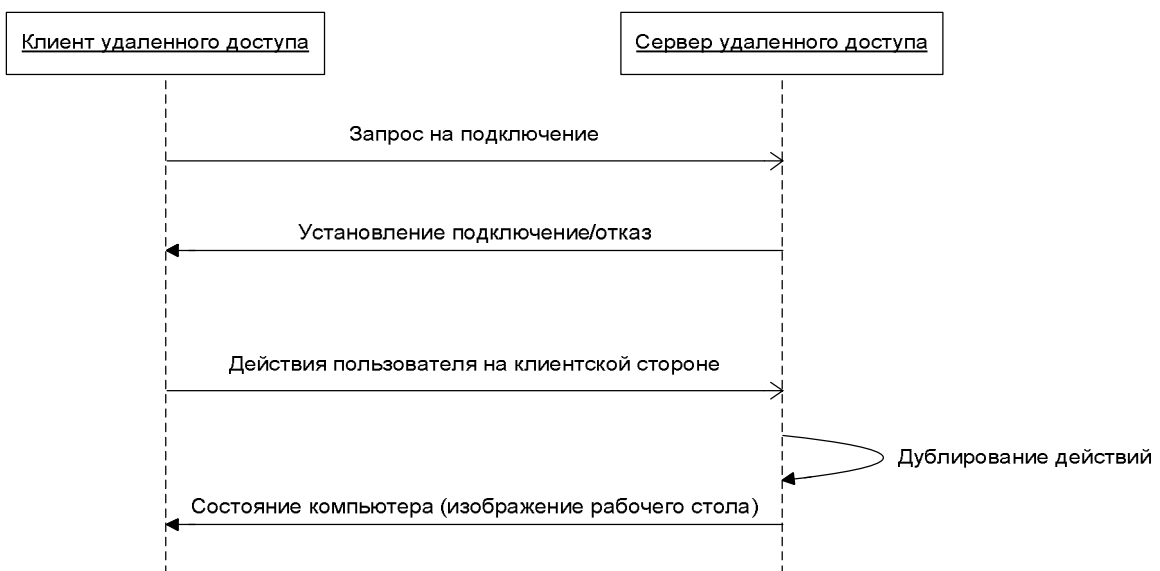 Клиент удаленного доступа
Сервер удаленного доступа
Запрос на подключение
Установление подключение/отказ
Действия пользователя на клиентской стороне
Дублирование действий
Состояние компьютера (изображение рабочего стола)